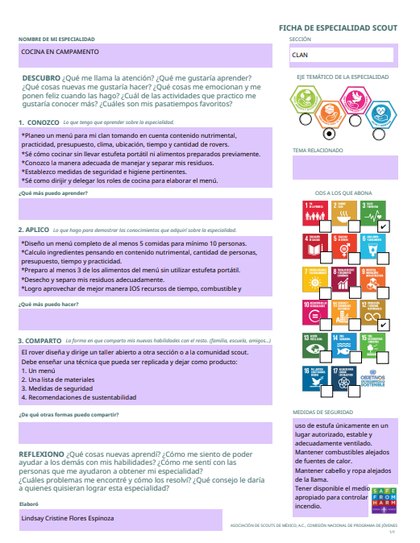 FICHA DE ESPECIALIDAD SCOUT
NOMBRE DE MI ESPECIALIDAD
COCINA EN CAMPAMENTO
SECCIÓN
CLAN
DESCUBRO ¿Qué me llama la atención? ¿Qué me gustaría aprender?
¿Qué cosas nuevas me gustaría hacer? ¿Qué cosas me emocionan y me
ponen feliz cuando las hago? ¿Cuál de las actividades que practico me
gustaría conocer más? ¿Cuáles son mis pasatiempos favoritos?
EJE TEMÁTICO DE LA ESPECIALIDAD
1. CONOZCO Lo que tengo que aprender sobre la especialidad.
*Planeo un menú para mi clan tomando en cuenta contenido nutrimental,
practicidad, presupuesto, clima, ubicación, tiempo y cantidad de rovers.
*Sé cómo cocinar sin llevar estufeta portátil ni alimentos preparados previamente.
*Conozco la manera adecuada de manejar y separar mis residuos.
*Establezco medidas de seguridad e higiene pertinentes.
*Sé como dirijir y delegar los roles de cocina para elaborar el menú.
¿Qué más puedo aprender?
TEMA RELACIONADO
ODS A LOS QUE ABONA
2. APLICO Lo que hago para demostrar los conocimientos que adquirí sobre la especialidad.
*Diseño un menú completo de al menos 5 comidas para mínimo 10 personas.
*Calculo ingredientes pensando en contenido nutrimental, cantidad de personas,
presupuesto, tiempo y practicidad.
*Preparo al menos 3 de los alimentos del menú sin utilizar estufeta portátil.
*Desecho y separo mis residuos adecuadamente.
*Logro aprovechar de mejor manera lOS recursos de tiempo, combustible y
¿Qué más puedo hacer?
3. COMPARTO La forma en que comparto mis nuevas habilidades con el resto. (familia, escuela, amigos...)
El rover diseña y dirige un taller abierto a otra sección o a la comunidad scout.
Debe enseñar una técnica que pueda ser replicada y dejar como producto:
1. Un menú
2. Una lista de materiales
3. Medidas de seguridad
4. Recomendaciones de sustentabilidad
¿De qué otras formas puedo compartir?
MEDIDAS DE SEGURIDAD
uso de estufa únicamente en un
lugar autorizado, estable y
adecuadamente ventilado.
Mantener combustibles alejados
de fuentes de calor.
Mantener cabello y ropa alejados
de la llama.
Tener disponible el medio
apropiado para controlar
incendio.
SAFE
FROM
HARM
REFLEXIONO ¿Qué cosas nuevas aprendí? ¿Cómo me siento de poder
ayudar a los demás con mis habilidades? ¿Cómo me sentí con las
personas que me ayudaron a obtener mi especialidad?
¿Cuáles problemas me encontré y cómo los resolví? ¿Qué consejo le daría
a quienes quisieran lograr esta especialidad?
Elaboró
Lindsay Cristine Flores Espinoza
ASOCIACIÓN DE SCOUTS DE MÉXICO, A.C., COMISIÓN NACIONAL DE PROGRAMA DE JÓVENES